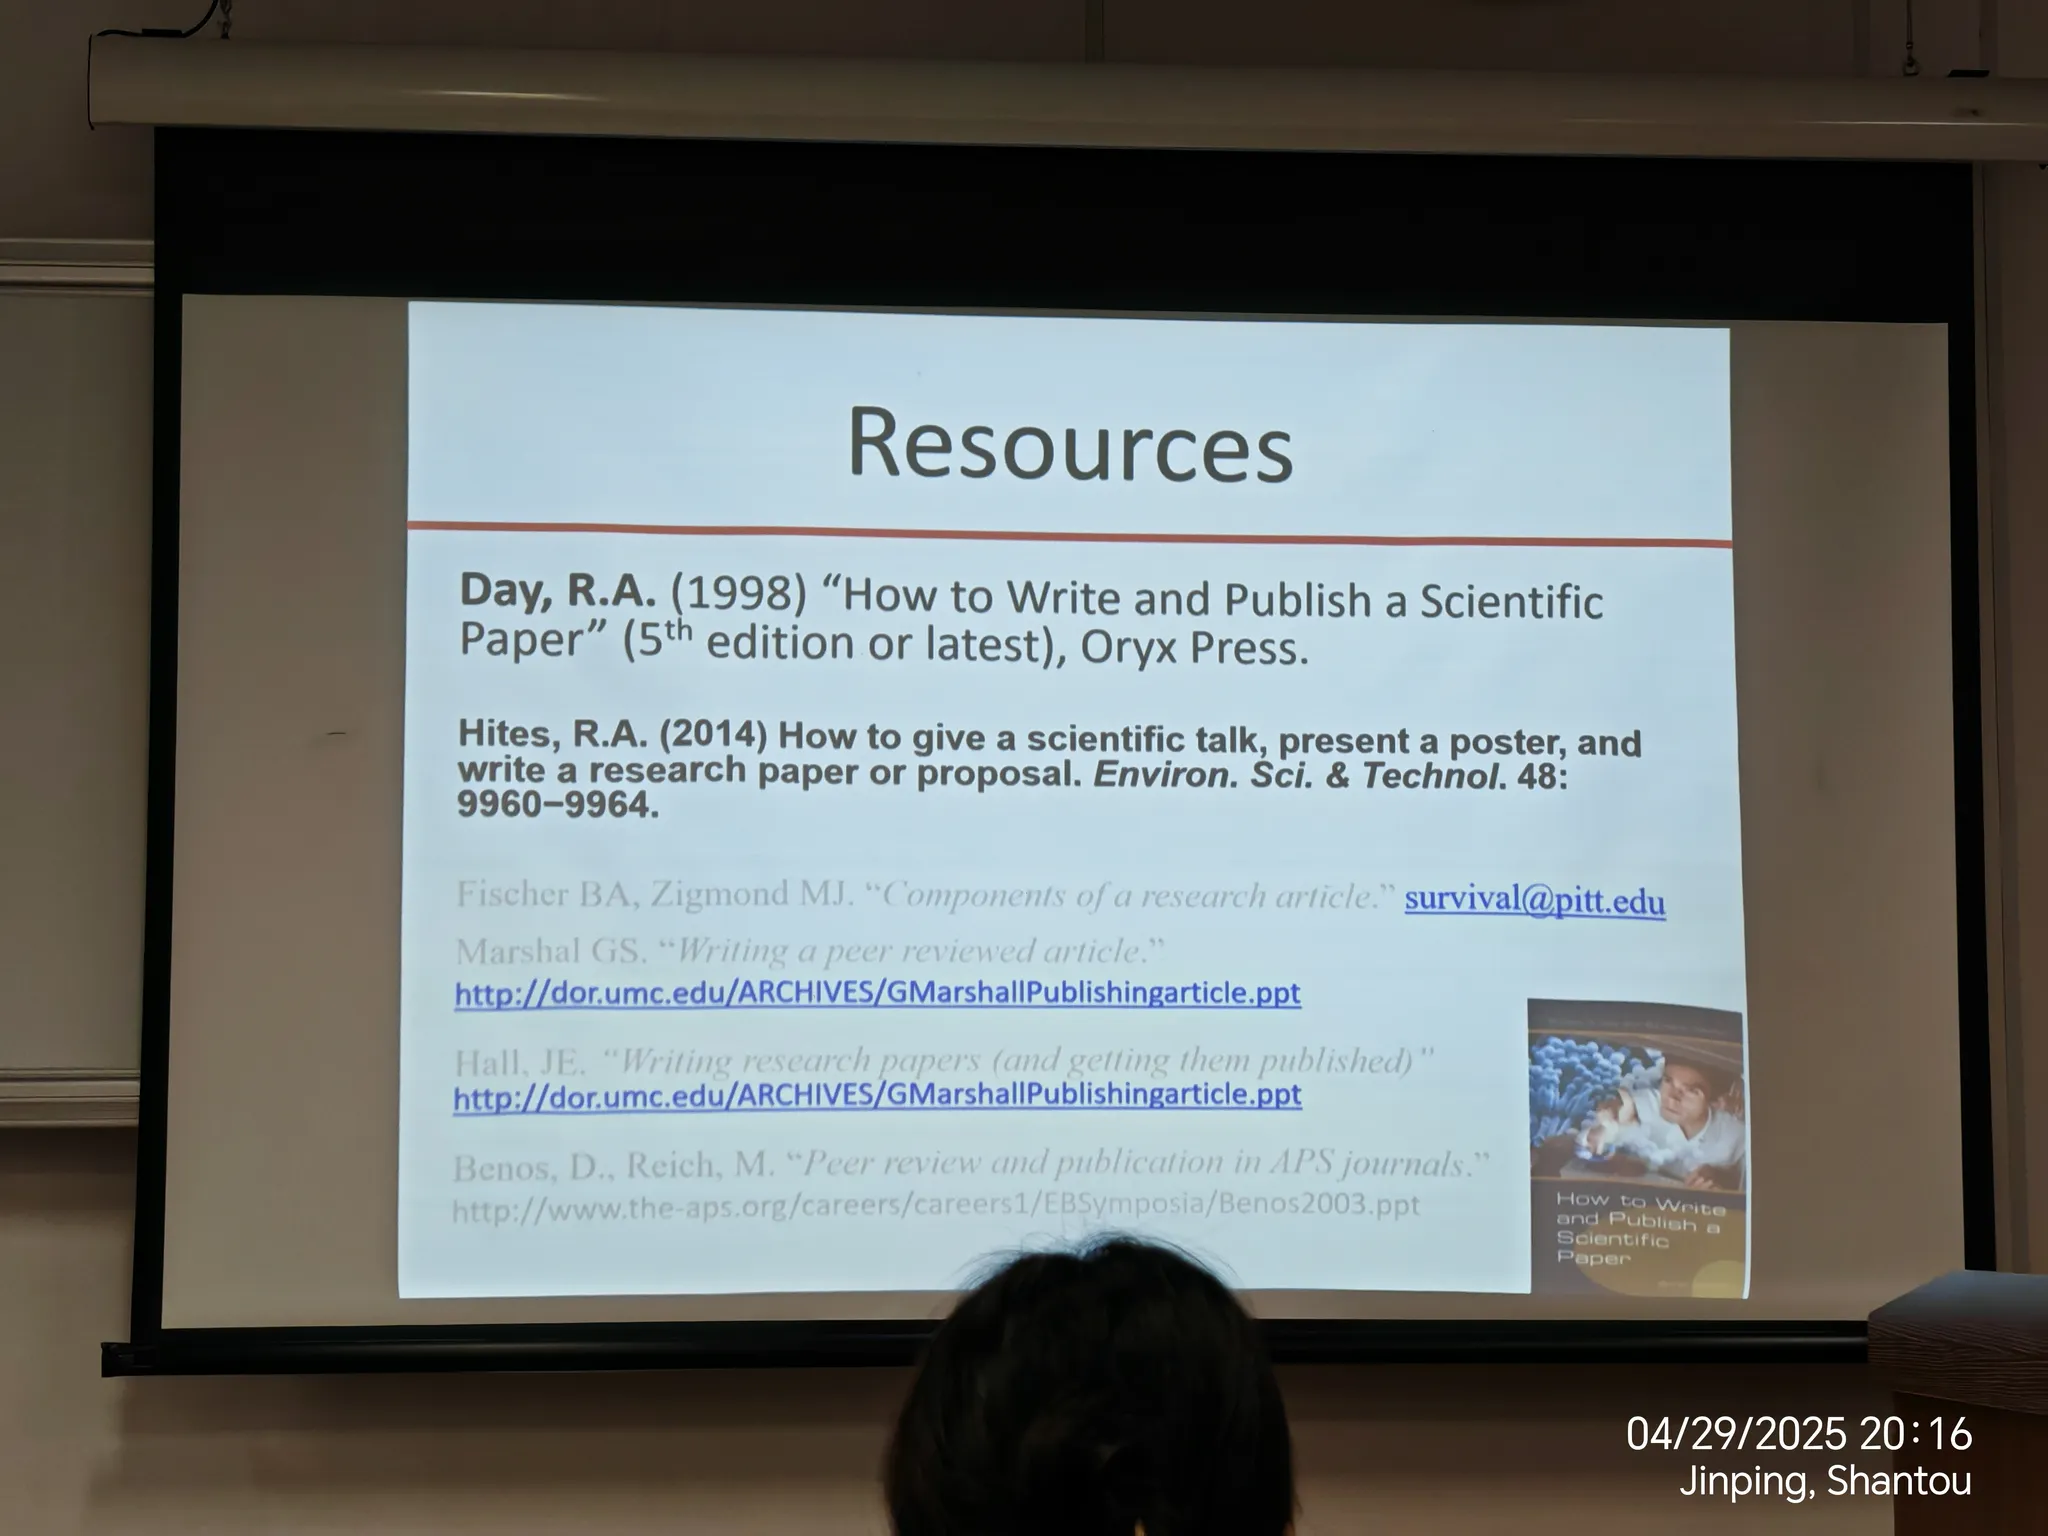 Resources
Day, R.A. (1998) “How to Write and Publish a Scientific
Paper” (5th edition or latest), Oryx Press.
Hites, R.A. (2014) How to give a scientific talk, present a poster, and
write a research paper or proposal. Environ. Sci. & Technol. 48:
9960−9964.
Fischer BA, Zigmond MJ. “Components of a research article.” survival@pitt.edu
Marshal GS. “Writing a peer reviewed article.”
http://dor.umc.edu/ARCHIVES/GMarshallPublishingarticle.ppt
Hall, JE. “Writing research papers (and getting them published)”
http://dor.umc.edu/ARCHIVES/GMarshallPublishingarticle.ppt
Benos, D., Reich, M. “Peer review and publication in APS journals.”
http://www.the-aps.org/careers/careers1/EBSymposia/Benos2003.ppt
How to Write
and Publish a
Scientific
Paper
04/29/2025 20:16
Jinping, Shantou